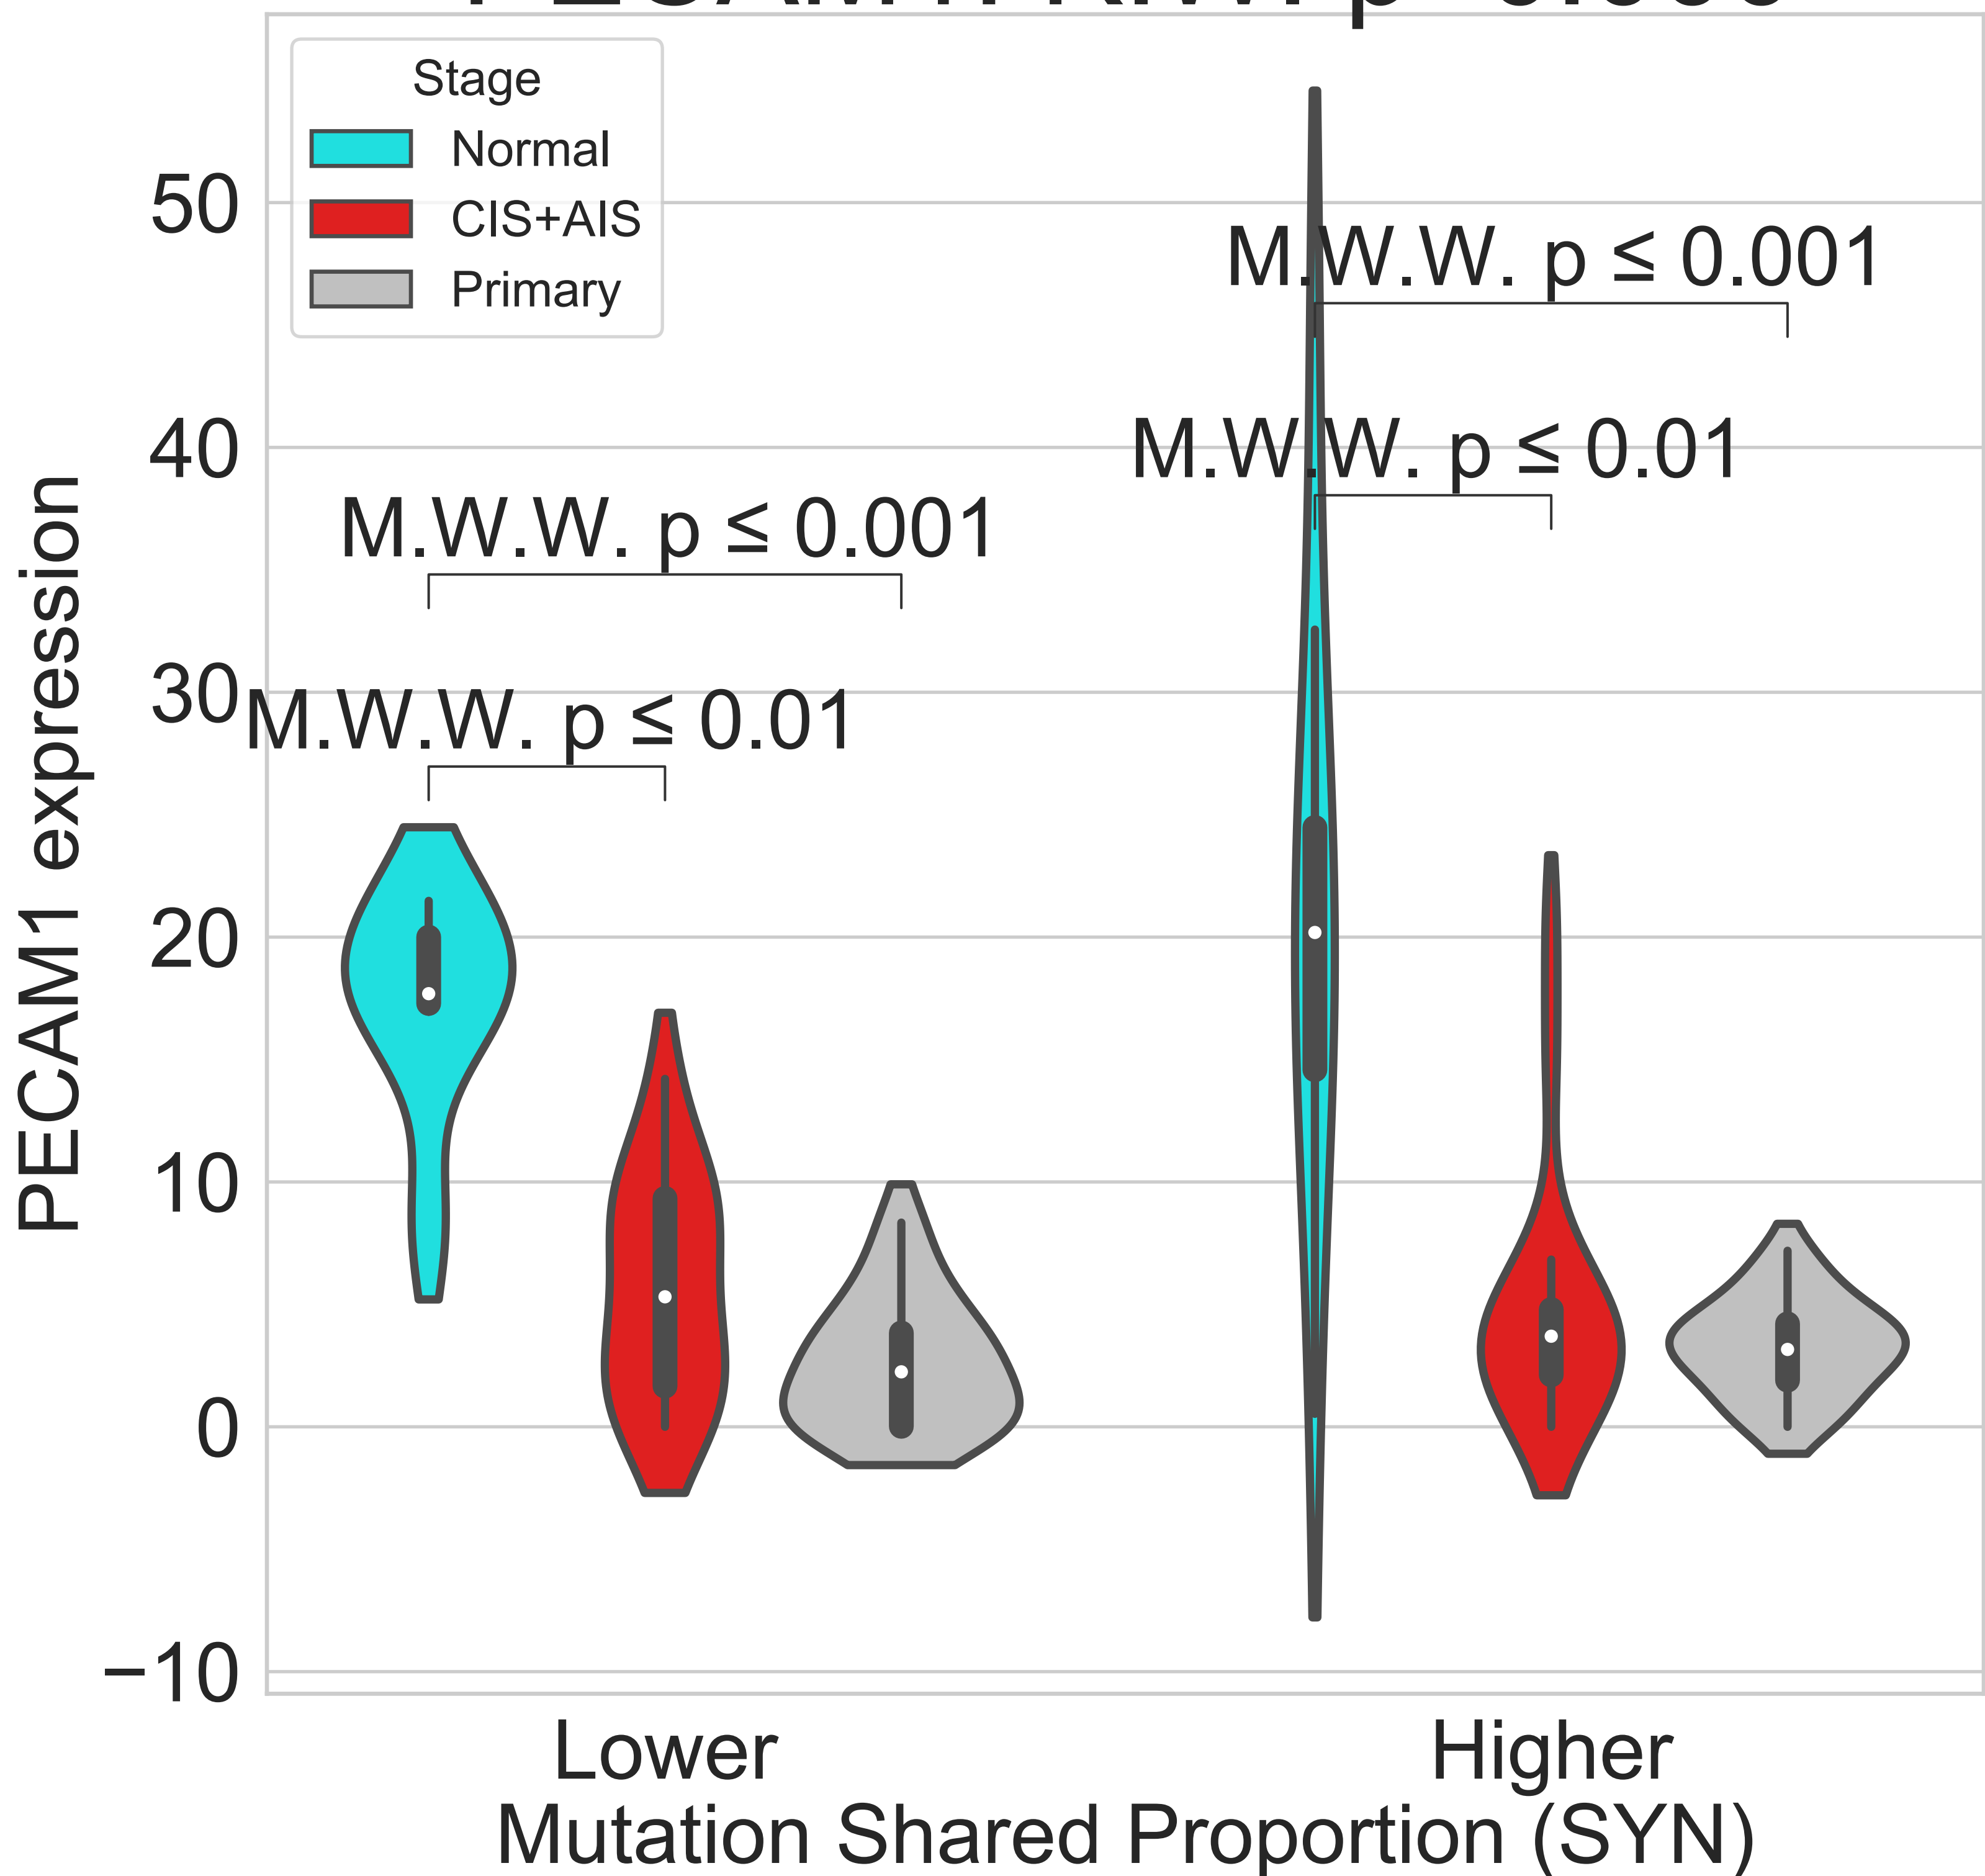 Stage
Normal
CIS+AIS
Primary
50
40
30
20
10
0
−10
PECAM1 expression
M.W.W. p ≤ 0.001
M.W.W. p ≤ 0.01
M.W.W. p ≤ 0.001
M.W.W. p ≤ 0.01
Lower
Higher
Mutation Shared Proportion (SYN)